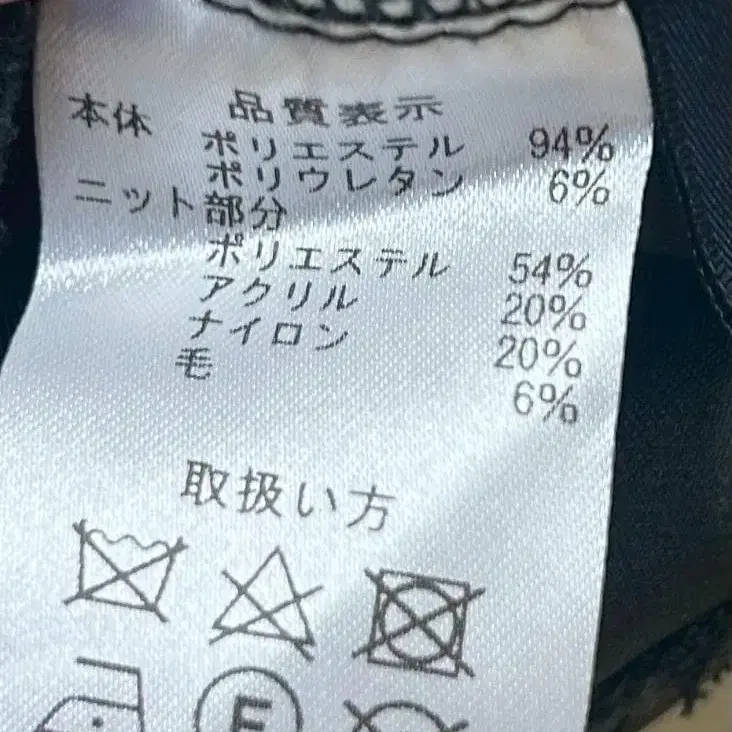 品質表示
本体
ポリエステル 94%
ポリウレタン 6%
ニット部分
ポリエステル 54%
アクリル 20%
ナイロン 20%
毛 6%
取扱い方
F